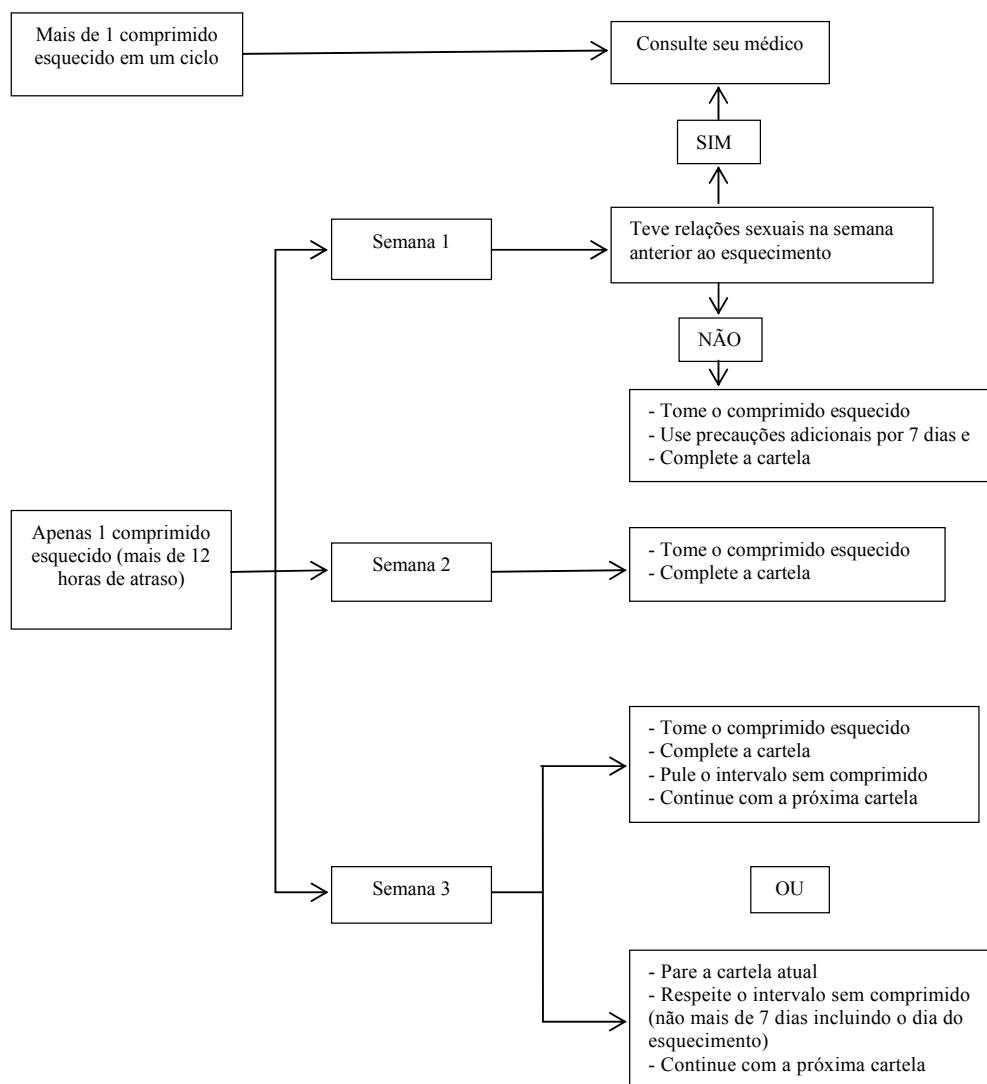 Mais de 1 comprimido
esquecido em um ciclo
Consulte seu médico
SIM
Semana 1
Teve relações sexuais na semana
anterior ao esquecimento
NÃO
- Tome o comprimido esquecido
- Use precauções adicionais por 7 dias e
- Complete a cartela
Apenas 1 comprimido
esquecido (mais de 12
horas de atraso)
Semana 2
- Tome o comprimido esquecido
- Complete a cartela
- Tome o comprimido esquecido
- Complete a cartela
- Pule o intervalo sem comprimido
- Continue com a próxima cartela
Semana 3
OU
- Pare a cartela atual
- Respeite o intervalo sem comprimido
(não mais de 7 dias incluindo o dia do
esquecimento)
- Continue com a próxima cartela